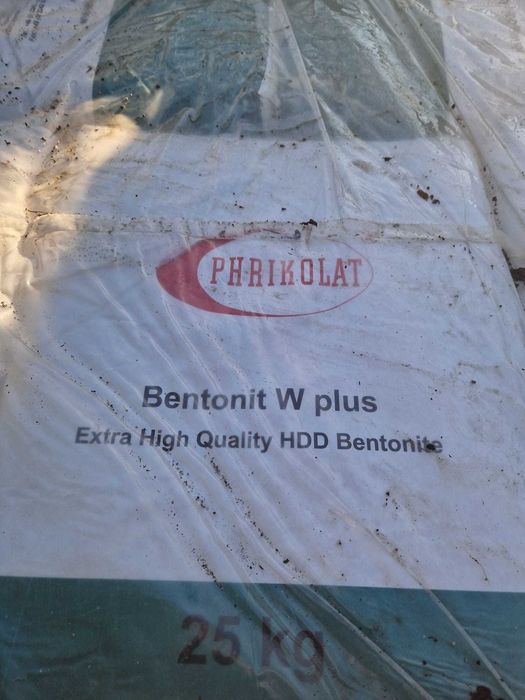 PHRIKOLAT
Bentonit W plus
Extra High Quality HDD Bentonite
25 kg